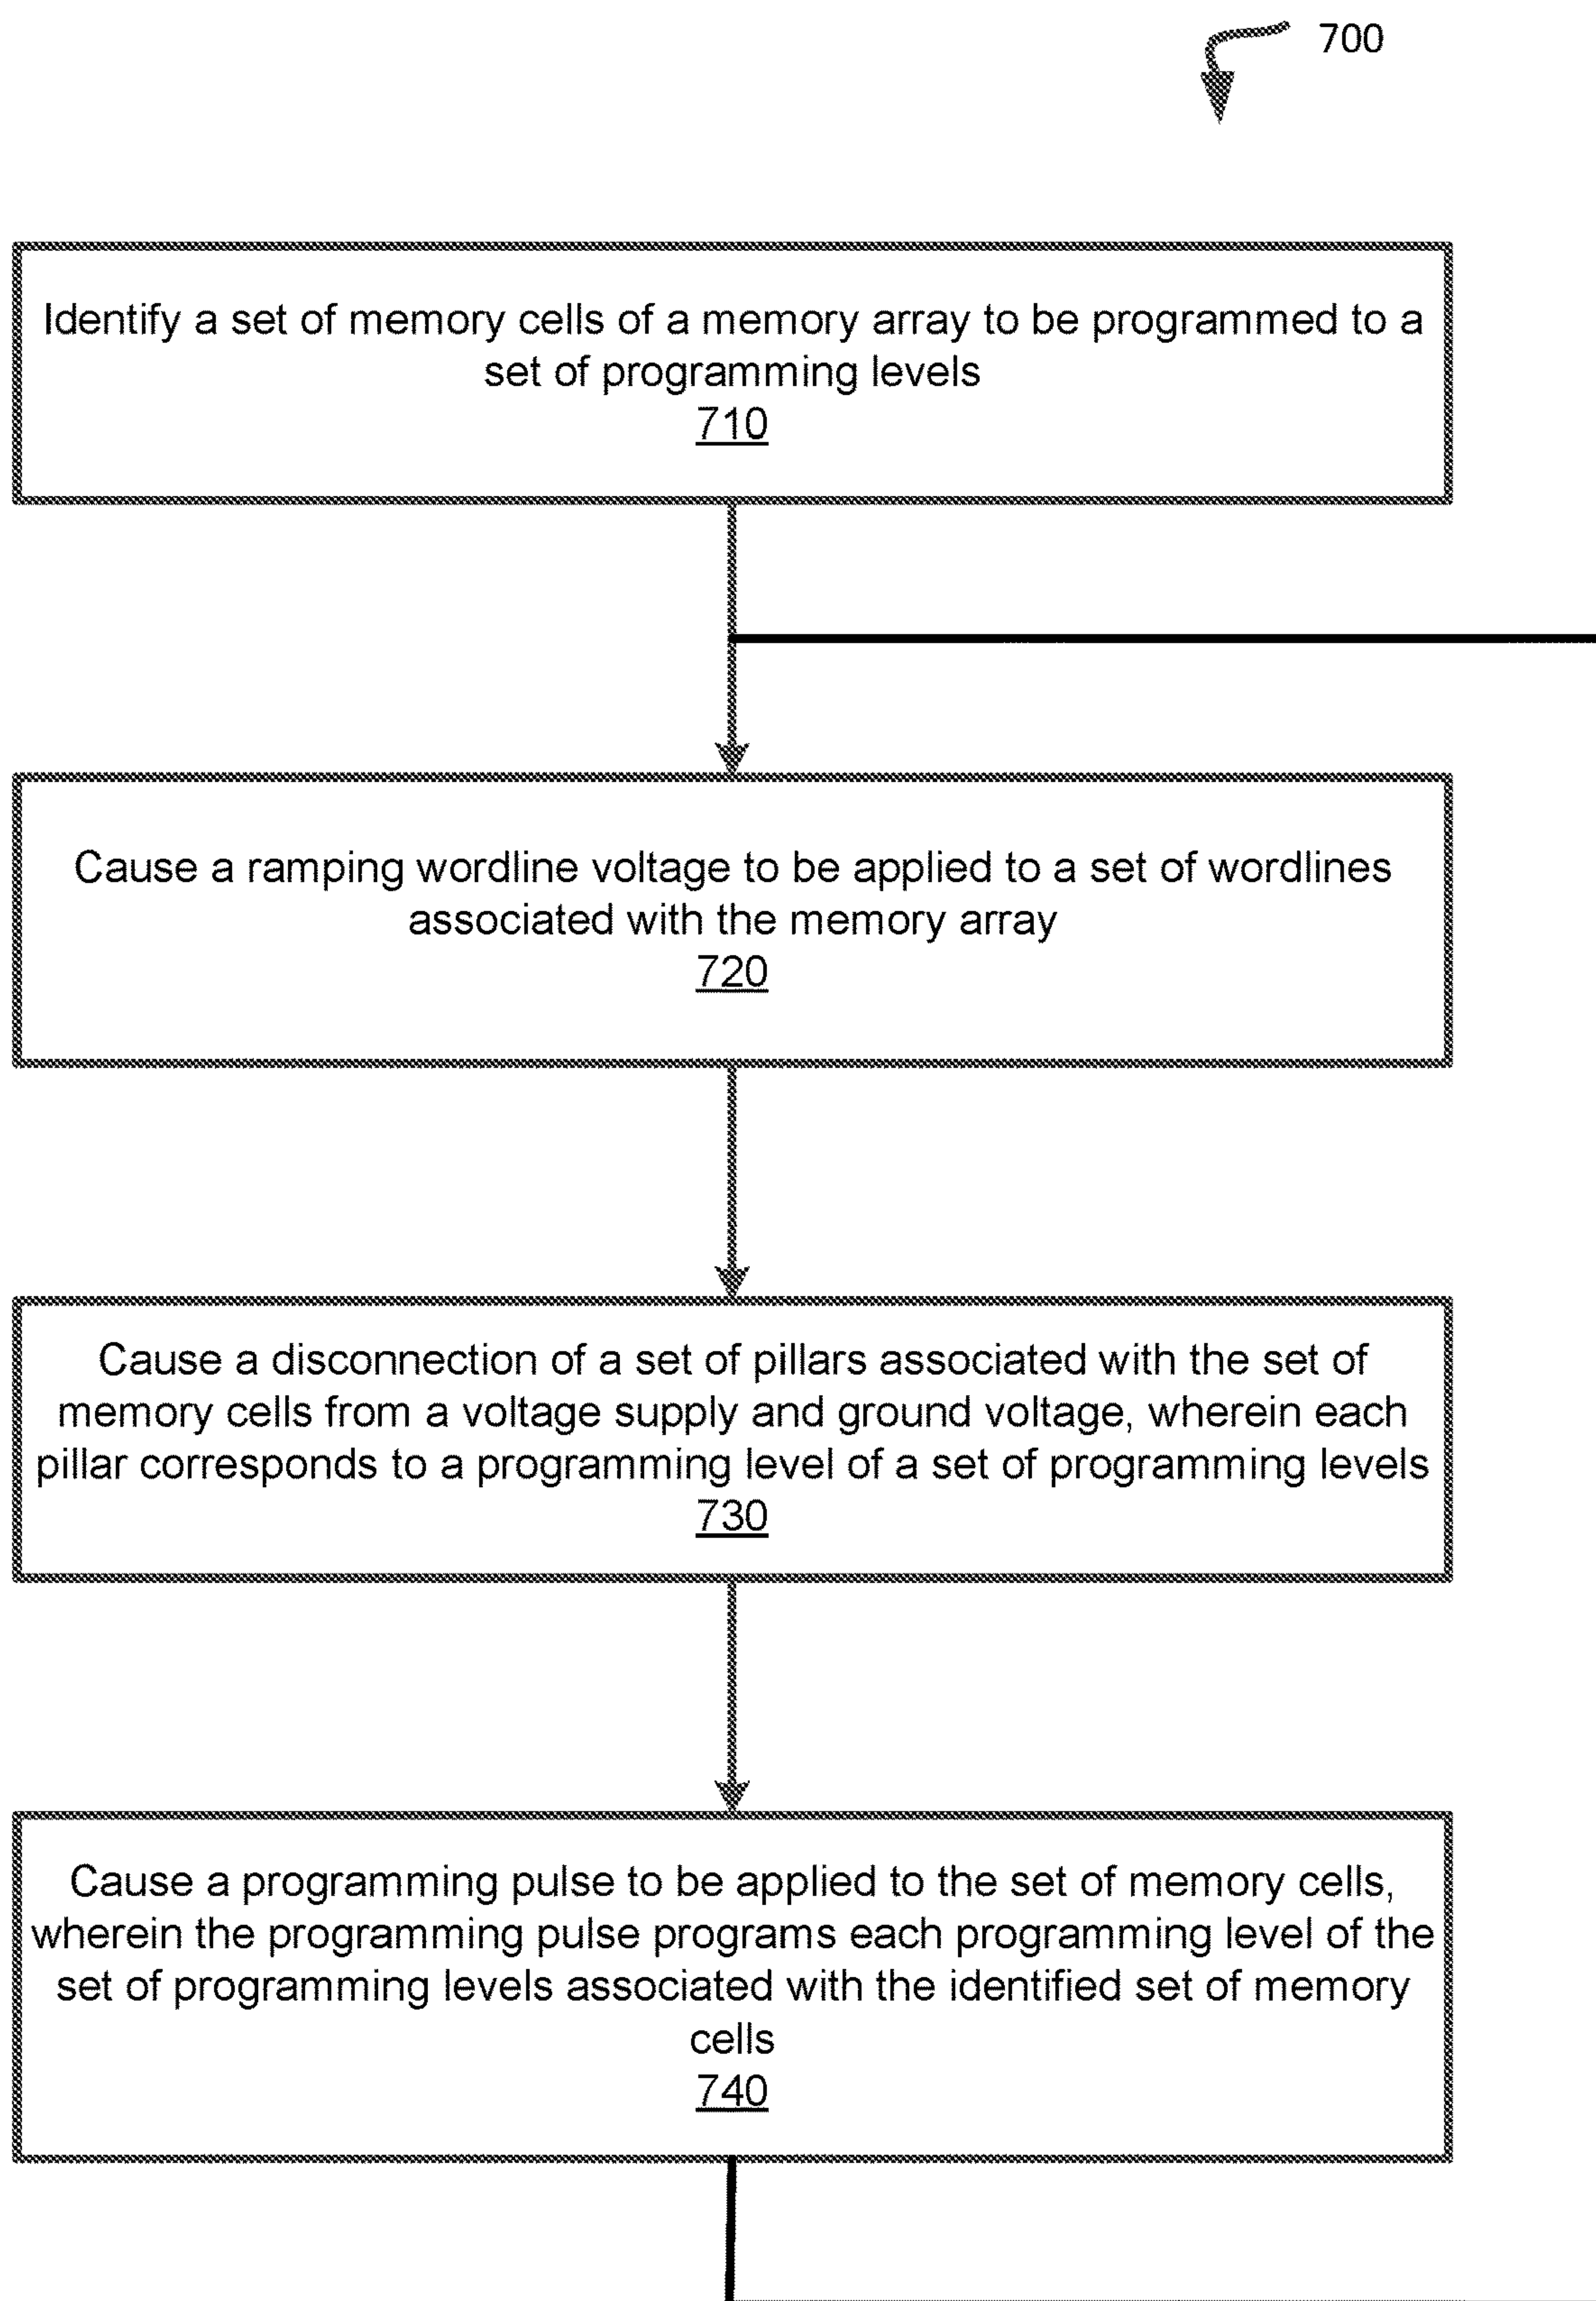 700
Identify a set of memory cells of a memory array to be programmed to a
set of programming levels
710
Cause a ramping wordline voltage to be applied to a set of wordlines
associated with the memory array
720
Cause a disconnection of a set of pillars associated with the set of
memory cells from a voltage supply and ground voltage, wherein each
pillar corresponds to a programming level of a set of programming levels
730
Cause a programming pulse to be applied to the set of memory cells,
wherein the programming pulse programs each programming level of the
set of programming levels associated with the identified set of memory
cells
740